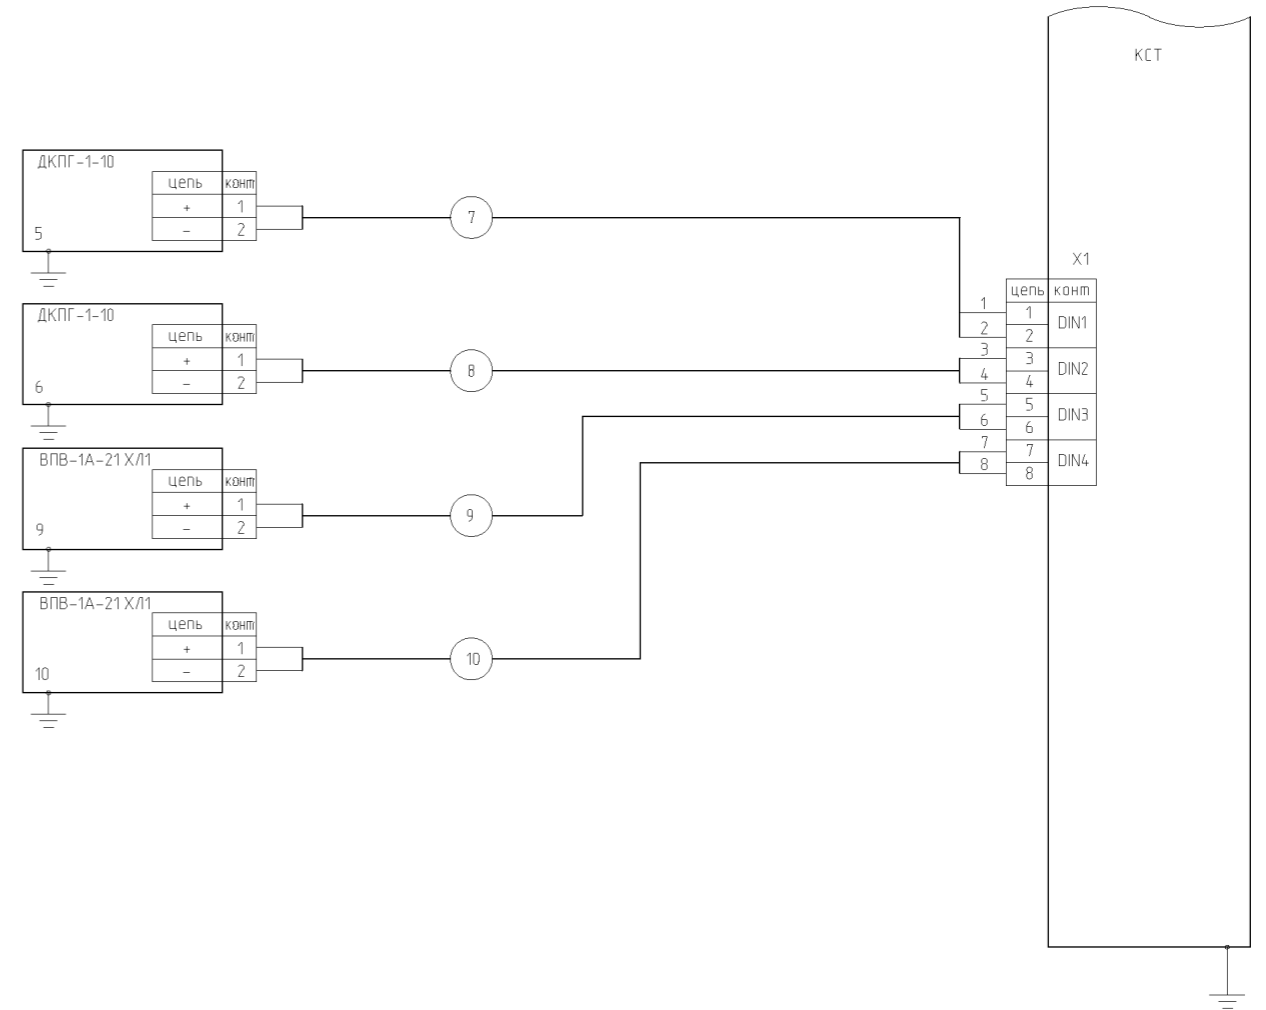 КСТ
ДКПГ-1-10
цепь конт
+ 1
- 2
5
7
ДКПГ-1-10
цепь конт
+ 1
- 2
6
8
ВПВ-1А-21 ХЛ1
цепь конт
+ 1
- 2
9
9
ВПВ-1А-21 ХЛ1
цепь конт
+ 1
- 2
10
10
X1
цепь конт
1 1 DIN1
2 2
3 3 DIN2
4 4
5 5 DIN3
6 6
7 7 DIN4
8 8